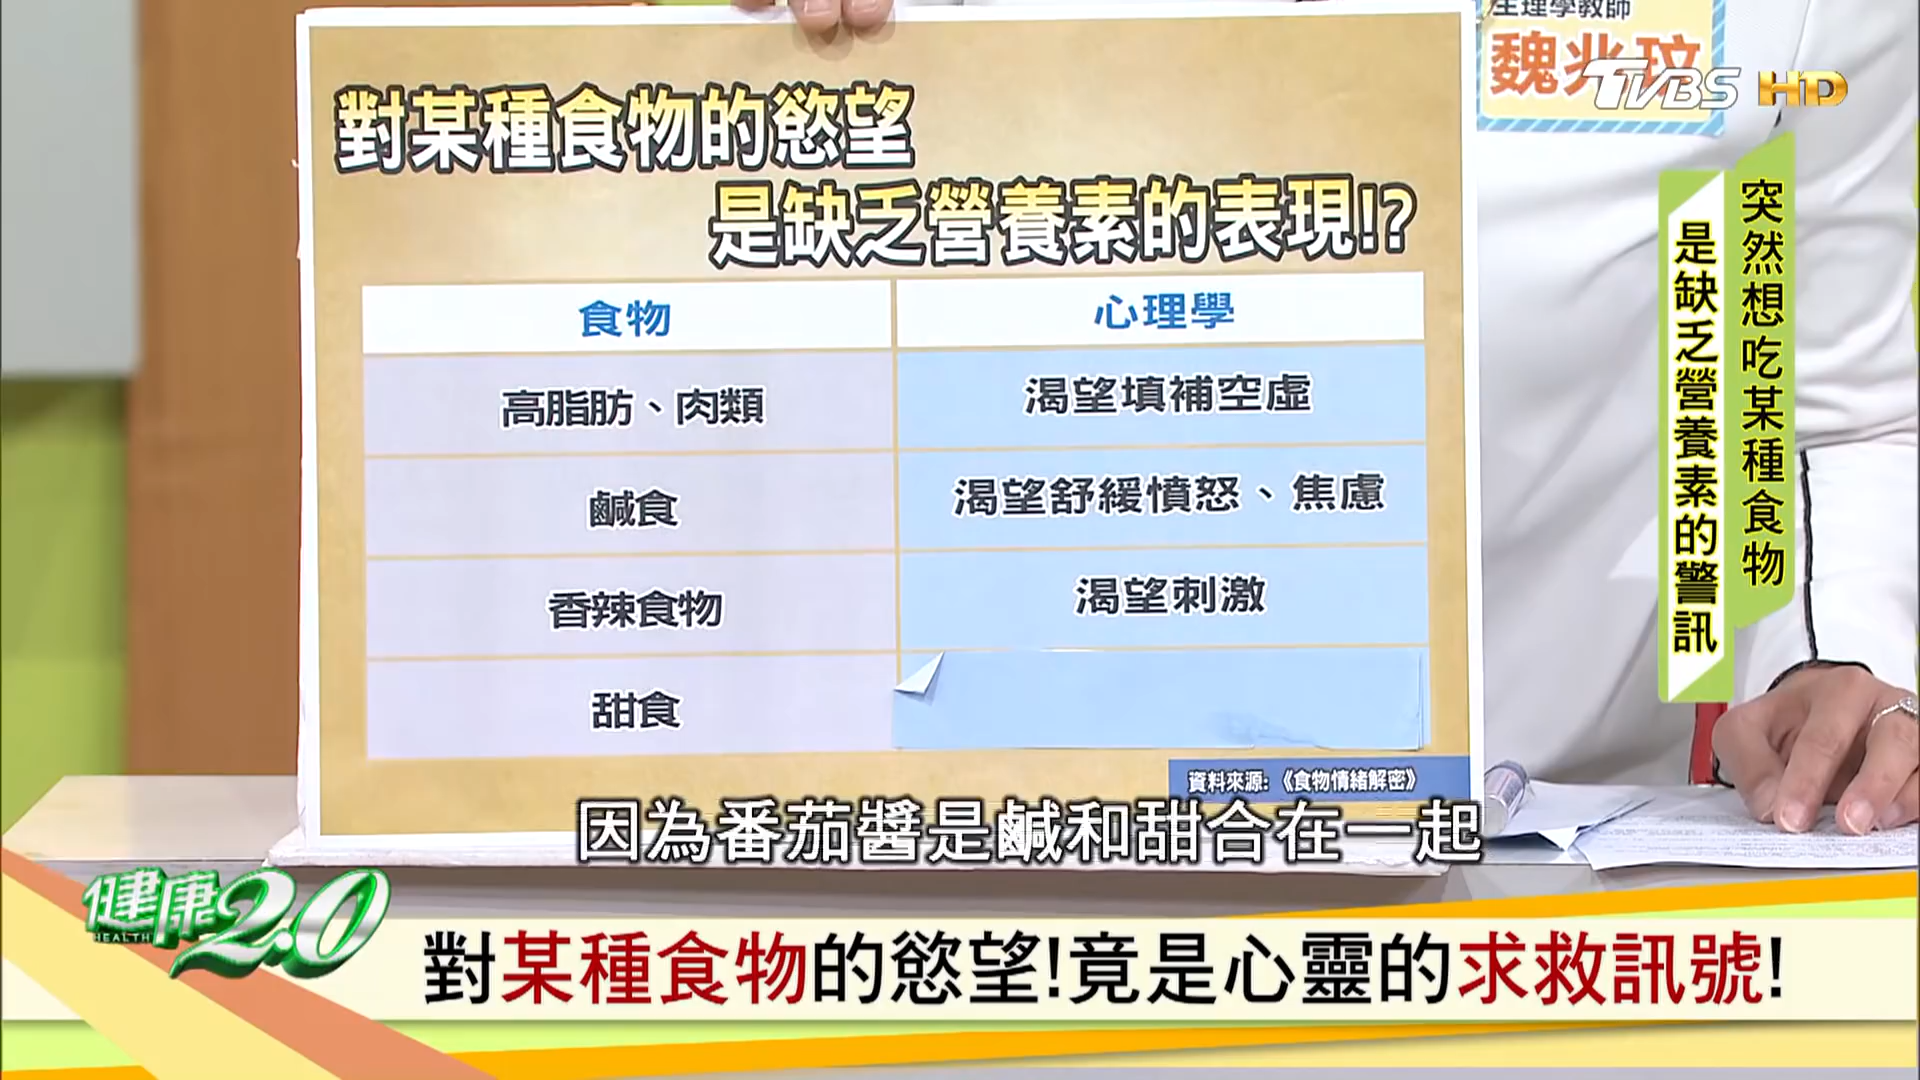 對某種食物的慾望
是缺乏營養素的表現!?
食物
心理學
高脂肪、肉類
渴望填補空虛
鹹食
渴望舒緩憤怒、焦慮
香辣食物
渴望刺激
甜食
資料來源:《食物情緒解密》
生理學教師
魏兆玟
TVBS HD
突然想吃某種食物
是缺乏營養素的警訊
因為番茄醬是鹹和甜合在一起
健康2.0
HEALTH
對某種食物的慾望!竟是心靈的求救訊號!